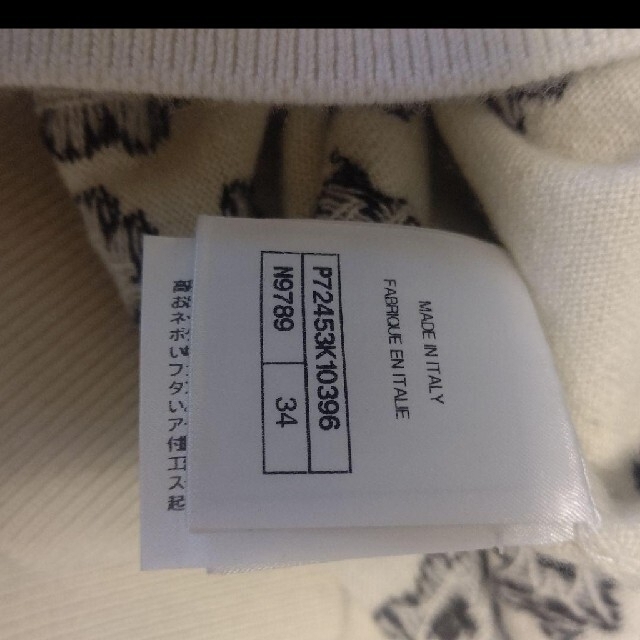 MADE IN ITALY
FABRIQUE EN ITALIE
P72453K10396
N9789 34